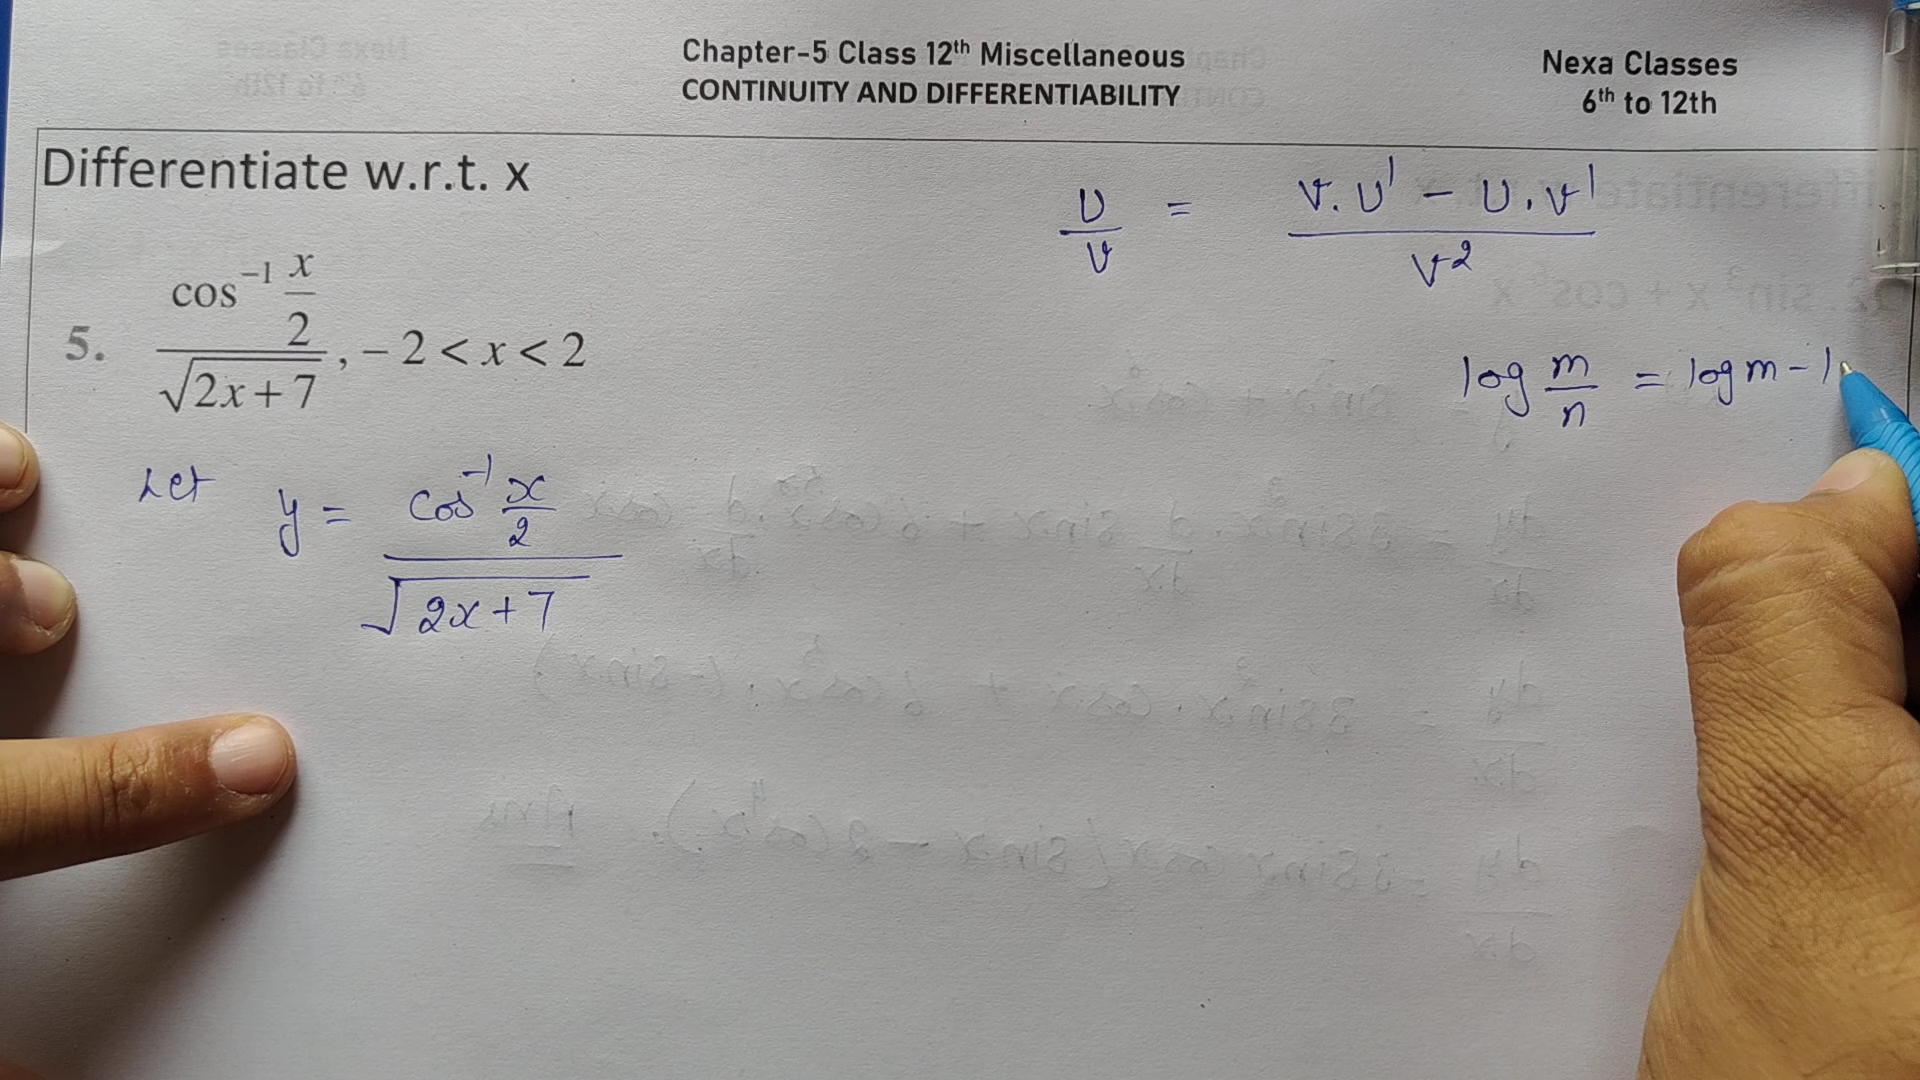 Chapter-5 Class 12th Miscellaneous
CONTINUITY AND DIFFERENTIABILITY
Nexa Classes
6th to 12th
Differentiate w.r.t. x
5. cos⁻¹ x/2 / √2x+7 , −2 < x < 2
U/V = V.U' − U.V' / V²
log m/n = log m − l
Let y = cos⁻¹ x/2 / √2x+7